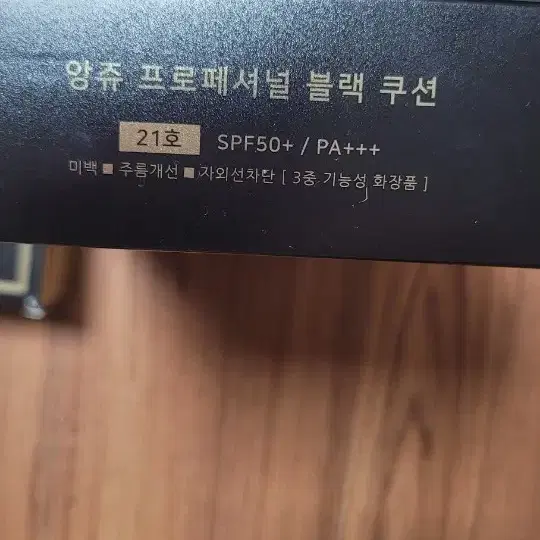 앙쥬 프로페셔널 블랙 쿠션
21호 SPF50+ / PA+++
미백 ■ 주름개선 ■ 자외선차단 [ 3중 기능성 화장품 ]